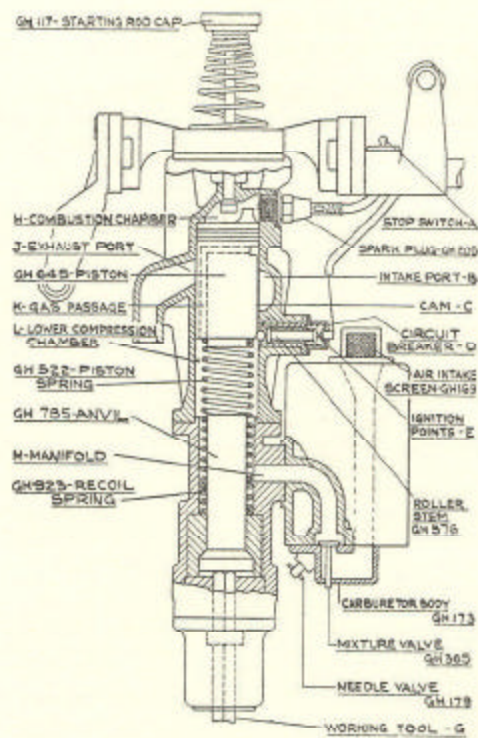 GH 117-STARTING ROD CAP
H-COMBUSTION CHAMBER
J-EXHAUST PORT
GH 645-PISTON
K-GAS PASSAGE
L-LOWER COMPRESSION
CHAMBER
GH 522-PISTON
SPRING
GH 785-ANVIL
M-MANIFOLD
GH 523-RECOIL
SPRING
STOP SWITCH-A
SPARK PLUG-GH 200
INTAKE PORT-B
CAM-C
CIRCUIT
BREAKER-D
AIR INTAKE
SCREEN-GH169
IGNITION
POINTS-E
ROLLER
STEM
GH 576
CARBURETOR BODY
GH 173
MIXTURE VALVE
GH 365
NEEDLE VALVE
GH 179
WORKING TOOL - G